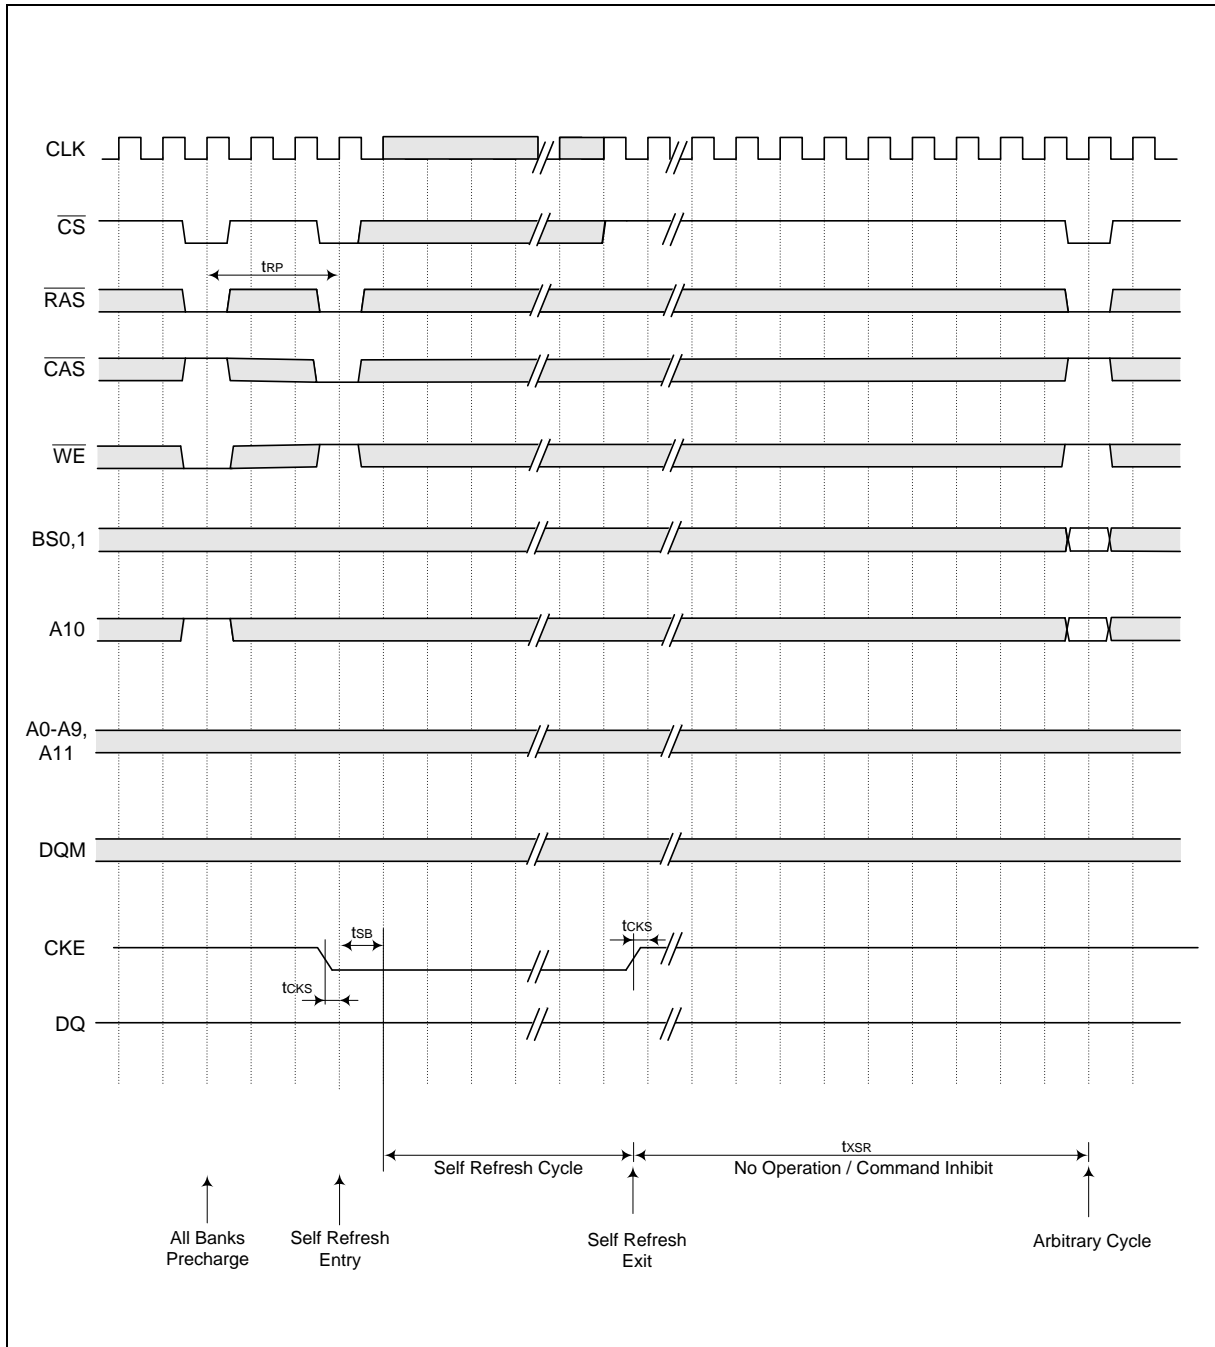 CLK
CS
tRP
RAS
CAS
WE
BS0,1
A10
A0-A9,
A11
DQM
tSB
tCKS
CKE
tCKS
DQ
tXSR
Self Refresh Cycle
No Operation / Command Inhibit
All Banks
Precharge
Self Refresh
Entry
Self Refresh
Exit
Arbitrary Cycle